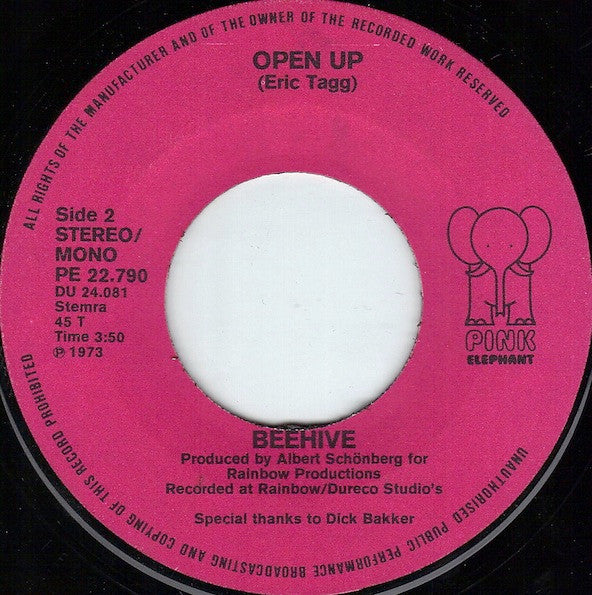 ALL RIGHTS OF THE MANUFACTURER AND OF THE OWNER OF THE RECORDED WORK RESERVED
OPEN UP
(Eric Tagg)
Side 2
STEREO/
MONO
PE 22.790
DU 24.081
Stemra
45 T
Time 3:50
℗ 1973
PINK
ELEPHANT
BEEHIVE
Produced by Albert Schönberg for
Rainbow Productions
Recorded at Rainbow/Dureco Studio's
Special thanks to Dick Bakker
UNAUTHORISED PUBLIC PERFORMANCE BROADCASTING AND COPYING OF THIS RECORD PROHIBITED